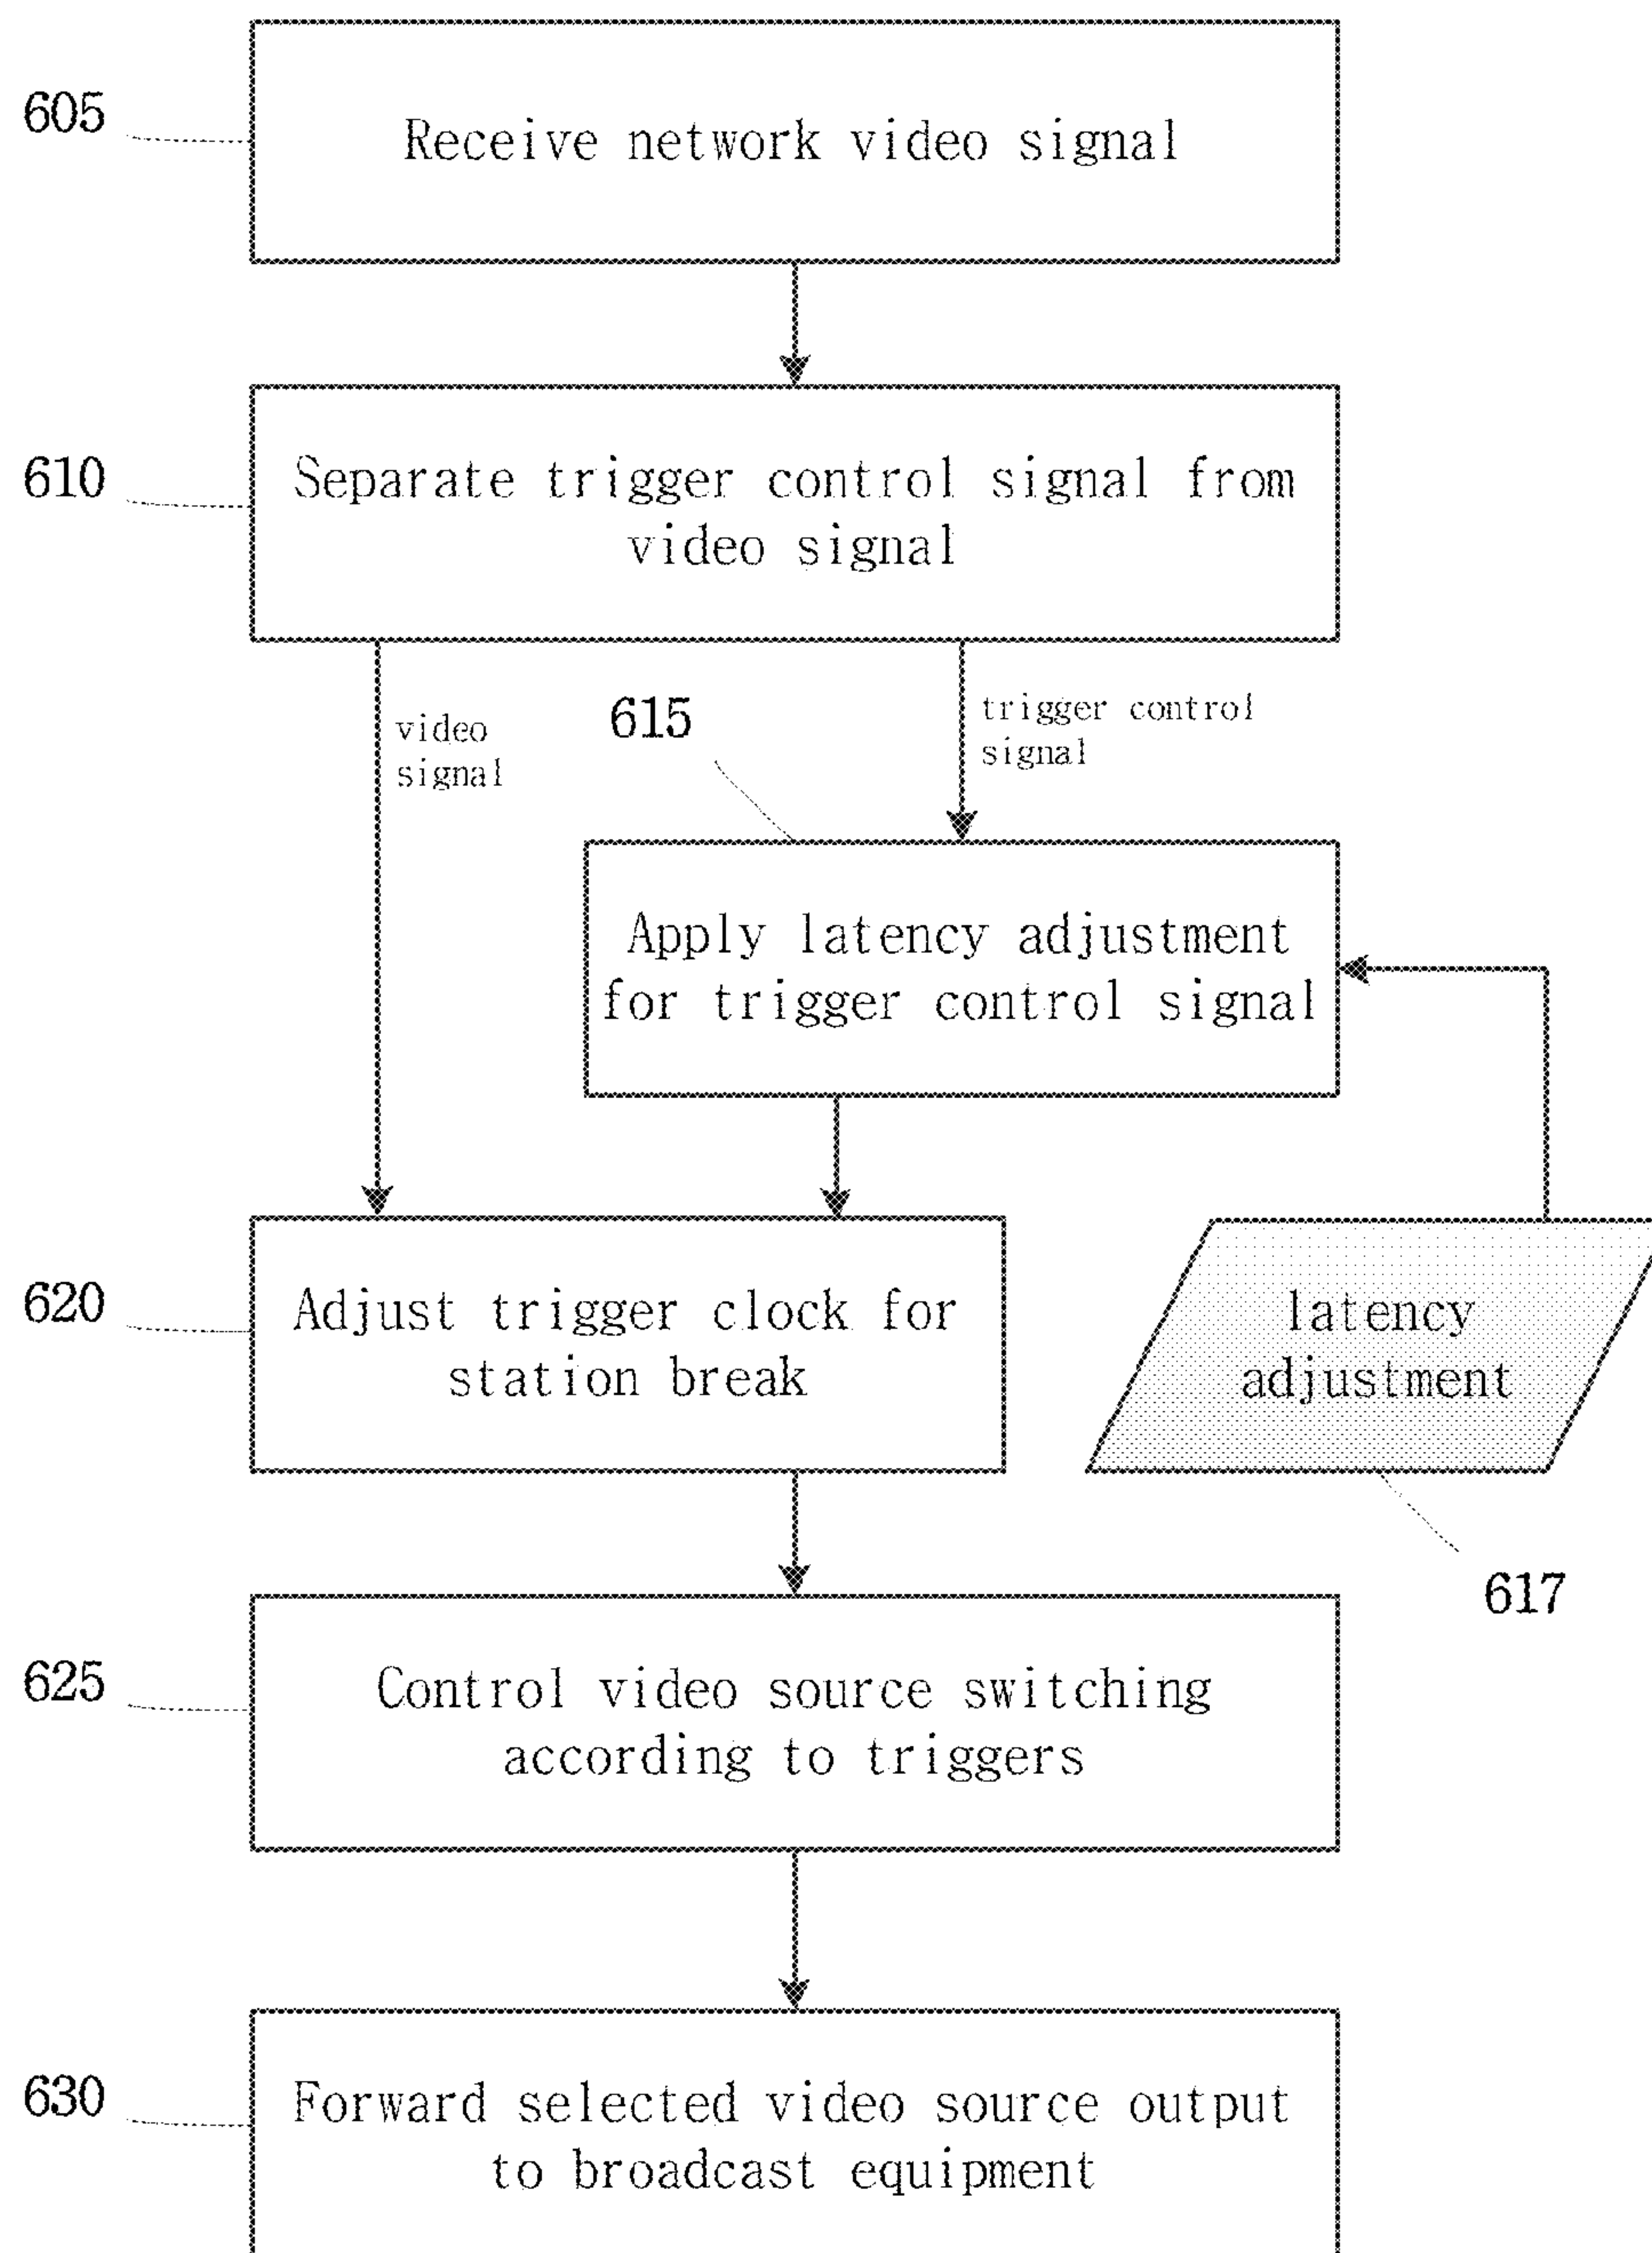 605
Receive network video signal
610
Separate trigger control signal from
video signal
video
signal
615
trigger control
signal
Apply latency adjustment
for trigger control signal
620
Adjust trigger clock for
station break
latency
adjustment
617
625
Control video source switching
according to triggers
630
Forward selected video source output
to broadcast equipment